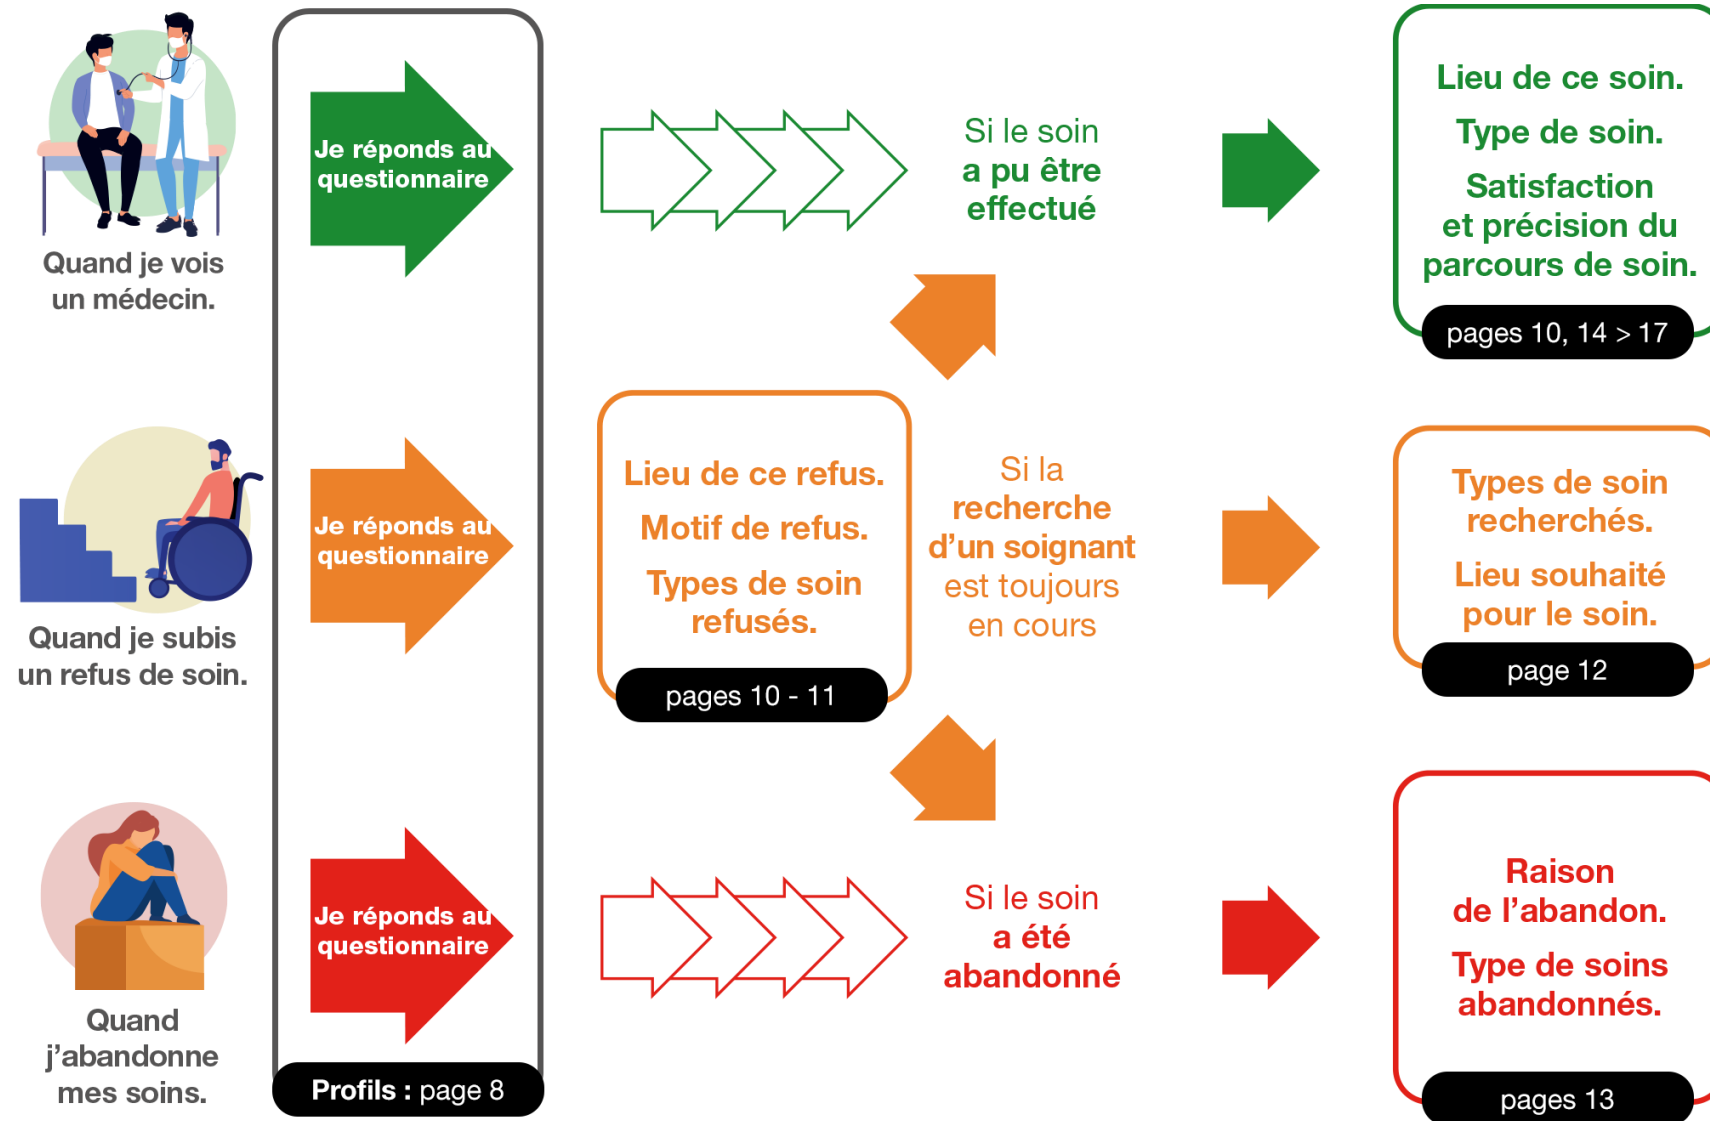 Quand je vois
un médecin.
Je réponds au
questionnaire
Si le soin
a pu être
effectué
Lieu de ce soin.
Type de soin.
Satisfaction
et précision du
parcours de soin.
pages 10, 14 > 17
Quand je subis
un refus de soin.
Je réponds au
questionnaire
Lieu de ce refus.
Motif de refus.
Types de soin
refusés.
pages 10 - 11
Si la
recherche
d’un soignant
est toujours
en cours
Types de soin
recherchés.
Lieu souhaité
pour le soin.
page 12
Quand
j’abandonne
mes soins.
Je réponds au
questionnaire
Profils : page 8
Si le soin
a été
abandonné
Raison
de l’abandon.
Type de soins
abandonnés.
pages 13